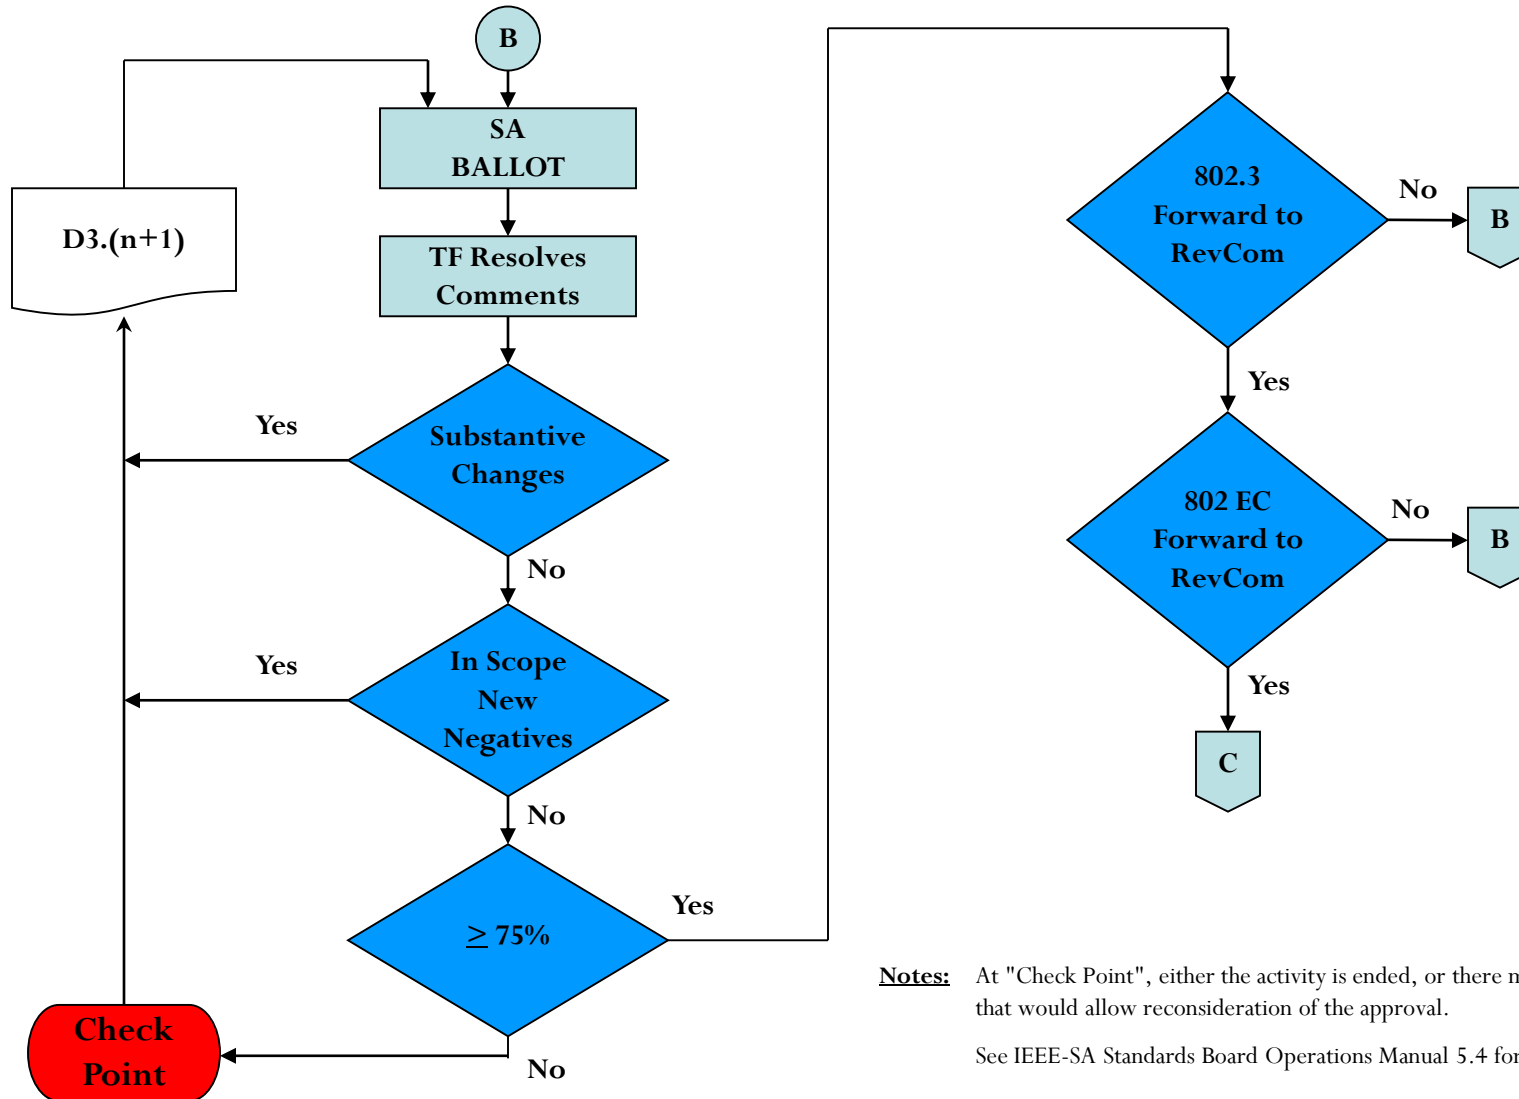 B
SA
BALLOT
D3.(n+1)
TF Resolves
Comments
Yes
Substantive
Changes
No
Yes
In Scope
New
Negatives
No
≥ 75%
Yes
No
Check
Point
802.3
Forward to
RevCom
No
B
Yes
802 EC
Forward to
RevCom
No
B
Yes
C
Notes: At "Check Point", either the activity is ended, or there
that would allow reconsideration of the approval.
See IEEE-SA Standards Board Operations Manual 5.4 for